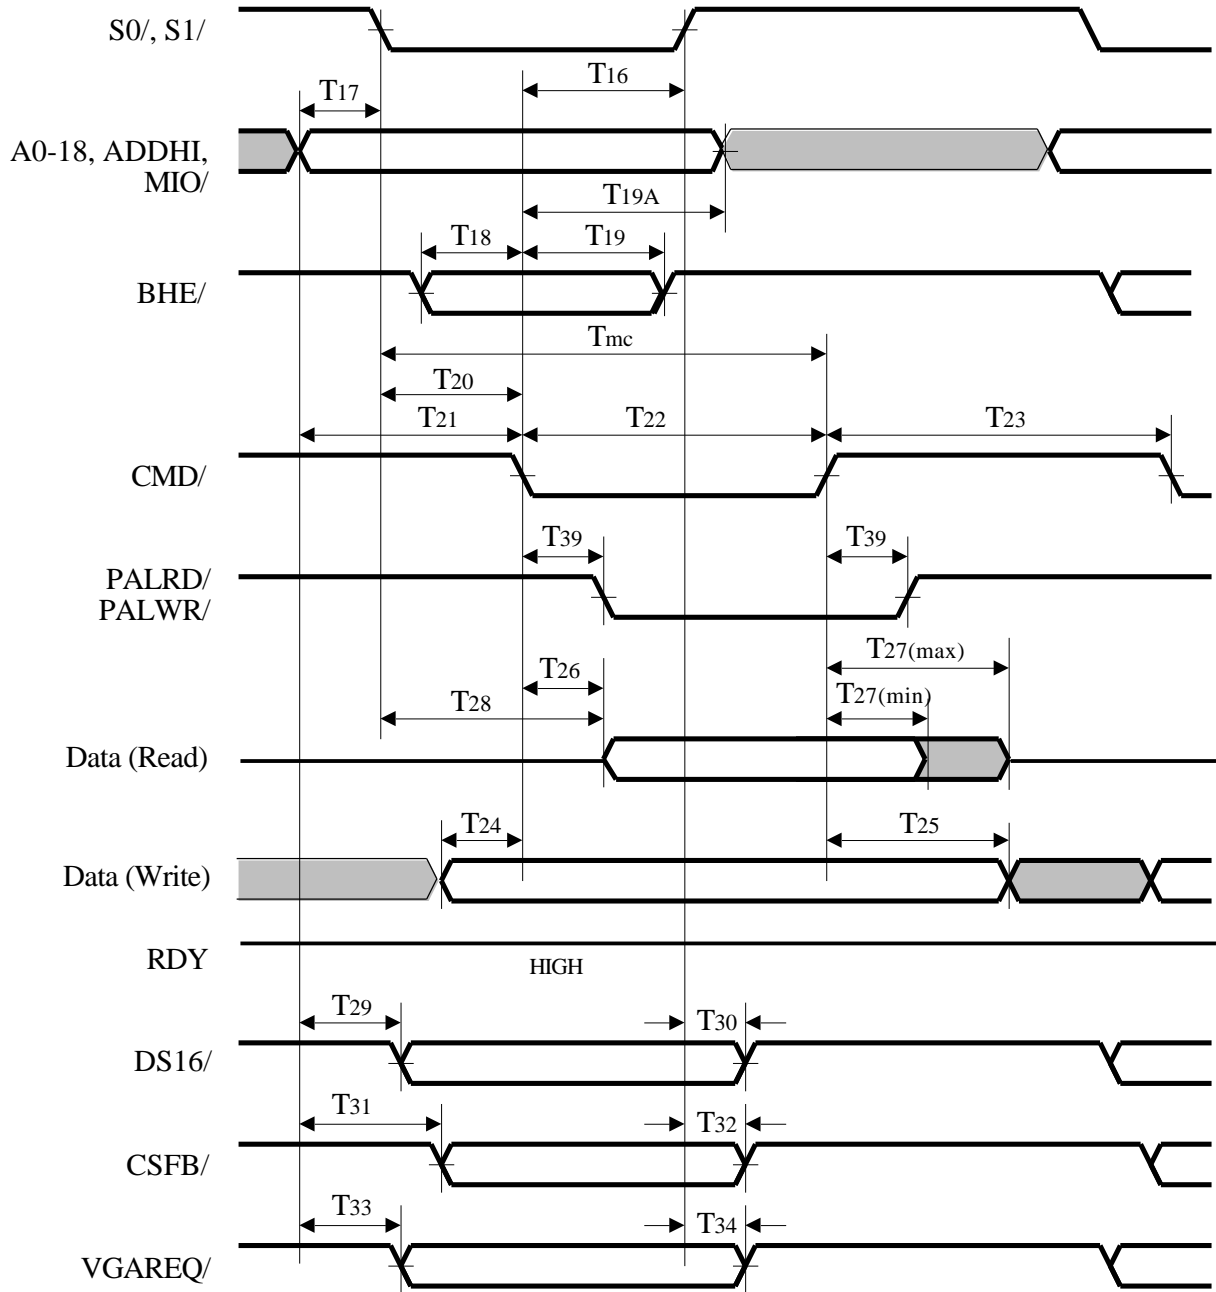 S0/, S1/
T16
T17
A0-18, ADDHI,
MIO/
T19A
T18
T19
BHE/
Tmc
T20
T21
T22
T23
CMD/
T39
T39
PALRD/
PALWR/
T27(max)
T26
T27(min)
T28
Data (Read)
T24
T25
Data (Write)
RDY
HIGH
T29
T30
DS16/
T31
T32
CSFB/
T33
T34
VGAREQ/